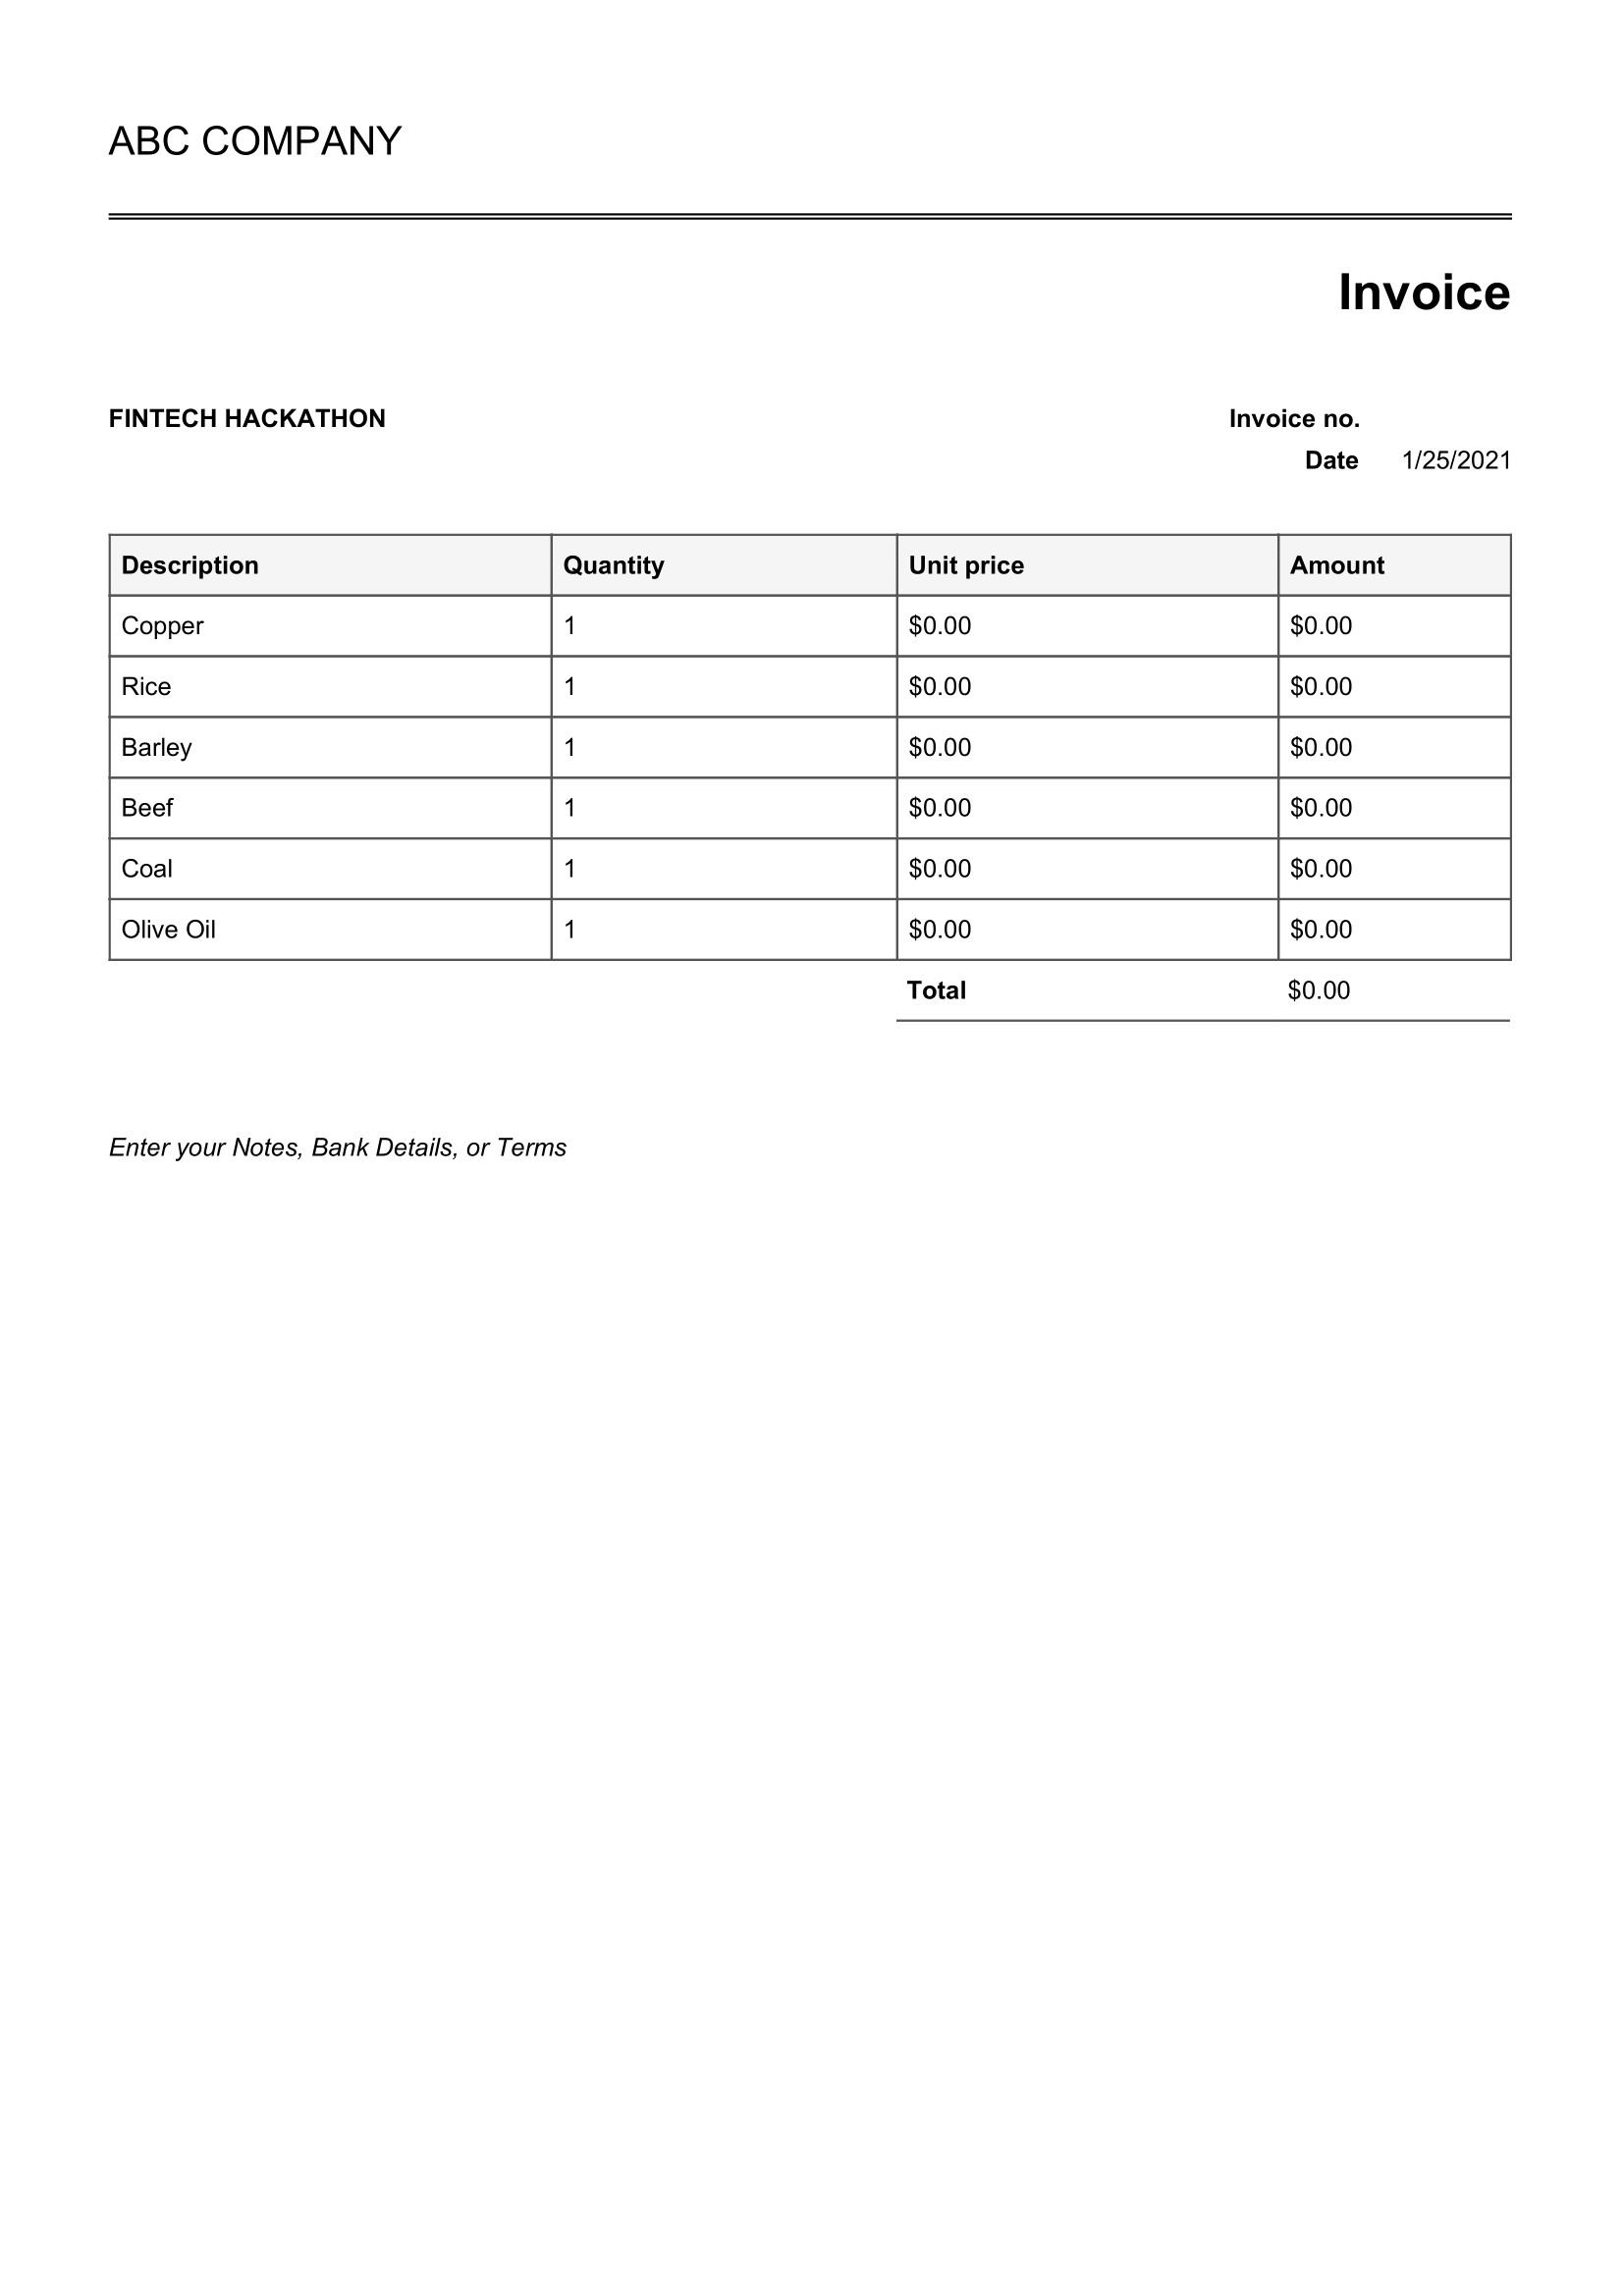 ABC COMPANY
Invoice
FINTECH HACKATHON Invoice no.
Date 1/25/2021
Description Quantity Unit price Amount
Copper 1 $0.00 $0.00
Rice 1 $0.00 $0.00
Barley 1 $0.00 $0.00
Beef 1 $0.00 $0.00
Coal 1 $0.00 $0.00
Olive Oil 1 $0.00 $0.00
Total $0.00
Enter your Notes, Bank Details, or Terms